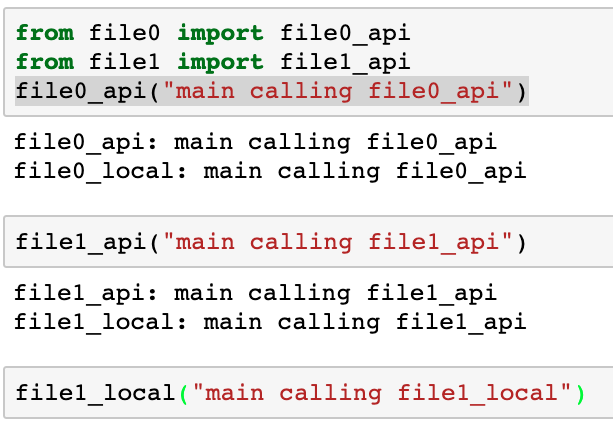 from file0 import file0_api
from file1 import file1_api
file0_api("main calling file0_api")
file0_api: main calling file0_api
file0_local: main calling file0_api
file1_api("main calling file1_api")
file1_api: main calling file1_api
file1_local: main calling file1_api
file1_local("main calling file1_local")